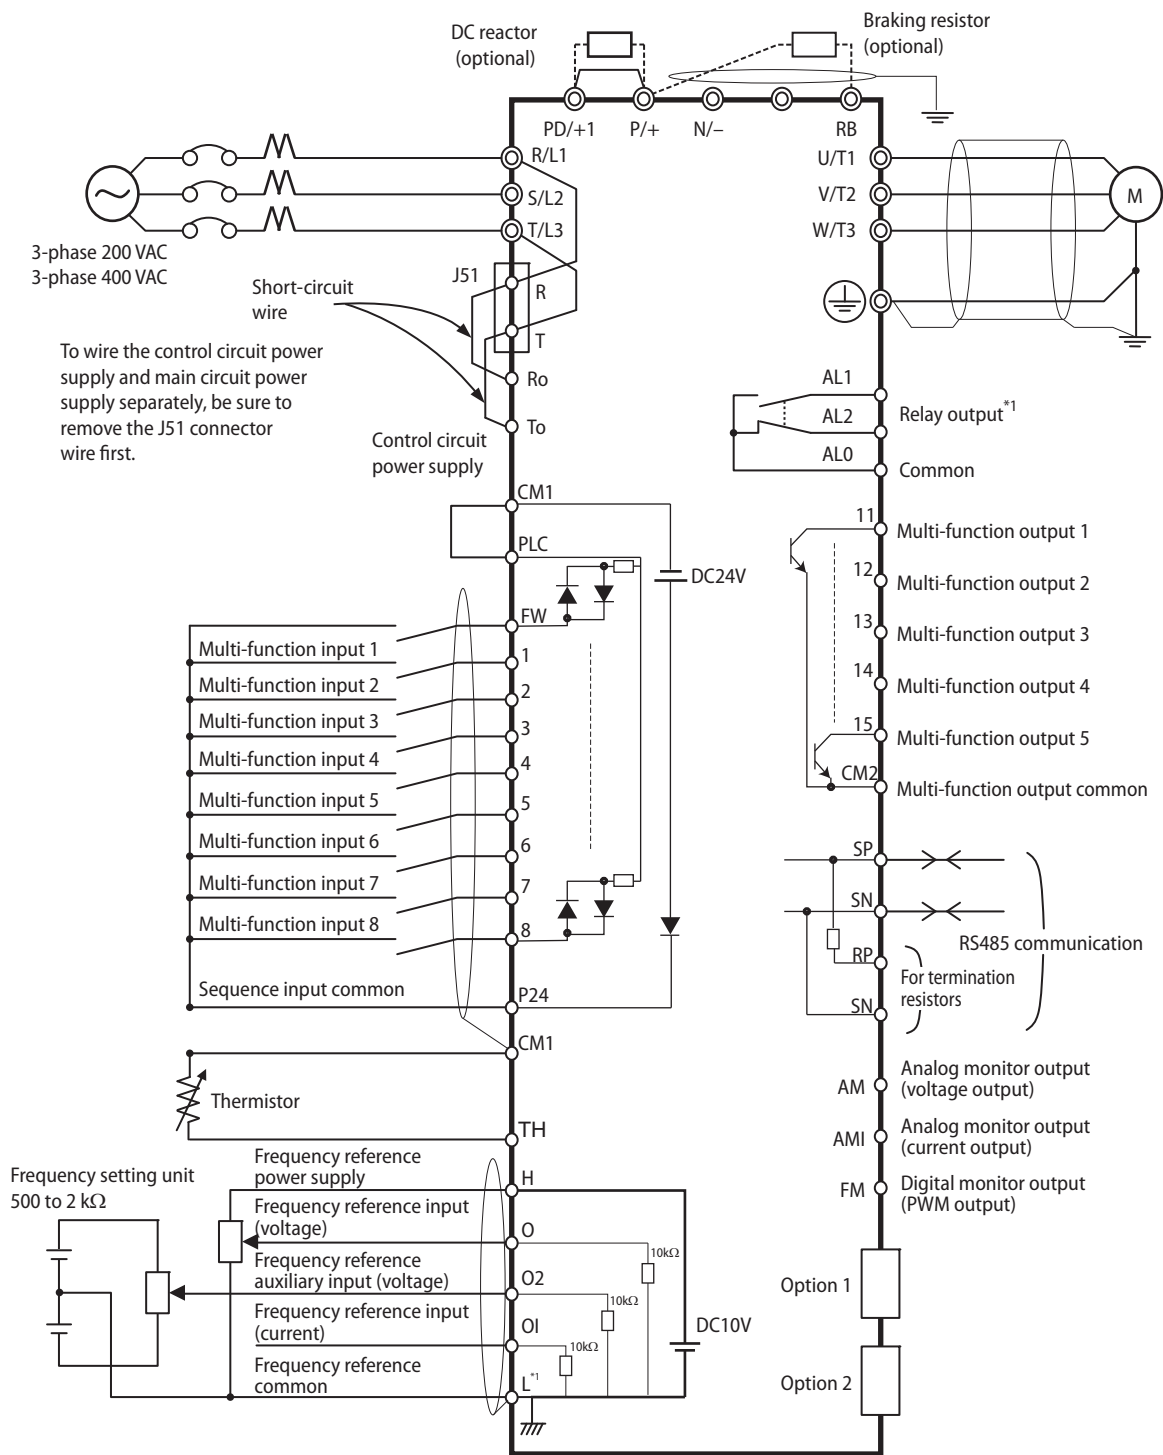 DC reactor
(optional)
Braking resistor
(optional)
PD/+1
P/+
N/–
RB
R/L1
S/L2
T/L3
U/T1
V/T2
W/T3
M
3-phase 200 VAC
3-phase 400 VAC
J51
R
T
Short-circuit
wire
To wire the control circuit power
supply and main circuit power
supply separately, be sure to
remove the J51 connector
wire first.
Ro
To
Control circuit
power supply
AL1
AL2
AL0
Relay output*1
Common
CM1
PLC
DC24V
FW
Multi-function input 1
1
Multi-function input 2
2
Multi-function input 3
3
Multi-function input 4
4
Multi-function input 5
5
Multi-function input 6
6
Multi-function input 7
7
Multi-function input 8
8
Sequence input common
P24
CM1
Thermistor
TH
11
Multi-function output 1
12
Multi-function output 2
13
Multi-function output 3
14
Multi-function output 4
15
Multi-function output 5
CM2
Multi-function output common
SP
SN
RS485 communication
RP
For termination
resistors
SN
AM
Analog monitor output
(voltage output)
AMI
Analog monitor output
(current output)
FM
Digital monitor output
(PWM output)
Frequency setting unit
500 to 2 kΩ
Frequency reference
power supply
H
Frequency reference input
(voltage)
O
Frequency reference
auxiliary input (voltage)
O2
Frequency reference input
(current)
OI
Frequency reference
common
L*1
10kΩ
10kΩ
10kΩ
DC10V
Option 1
Option 2